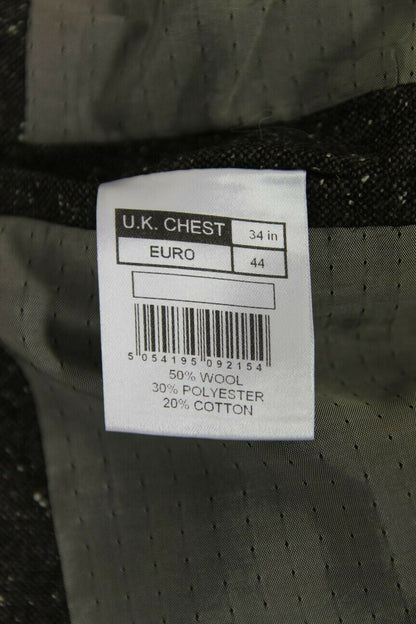 U.K. CHEST 34 in
EURO 44
5 054195 092154
50% WOOL
30% POLYESTER
20% COTTON